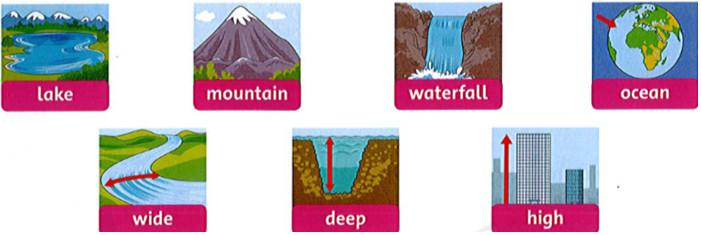 lake
mountain
waterfall
ocean
wide
deep
high